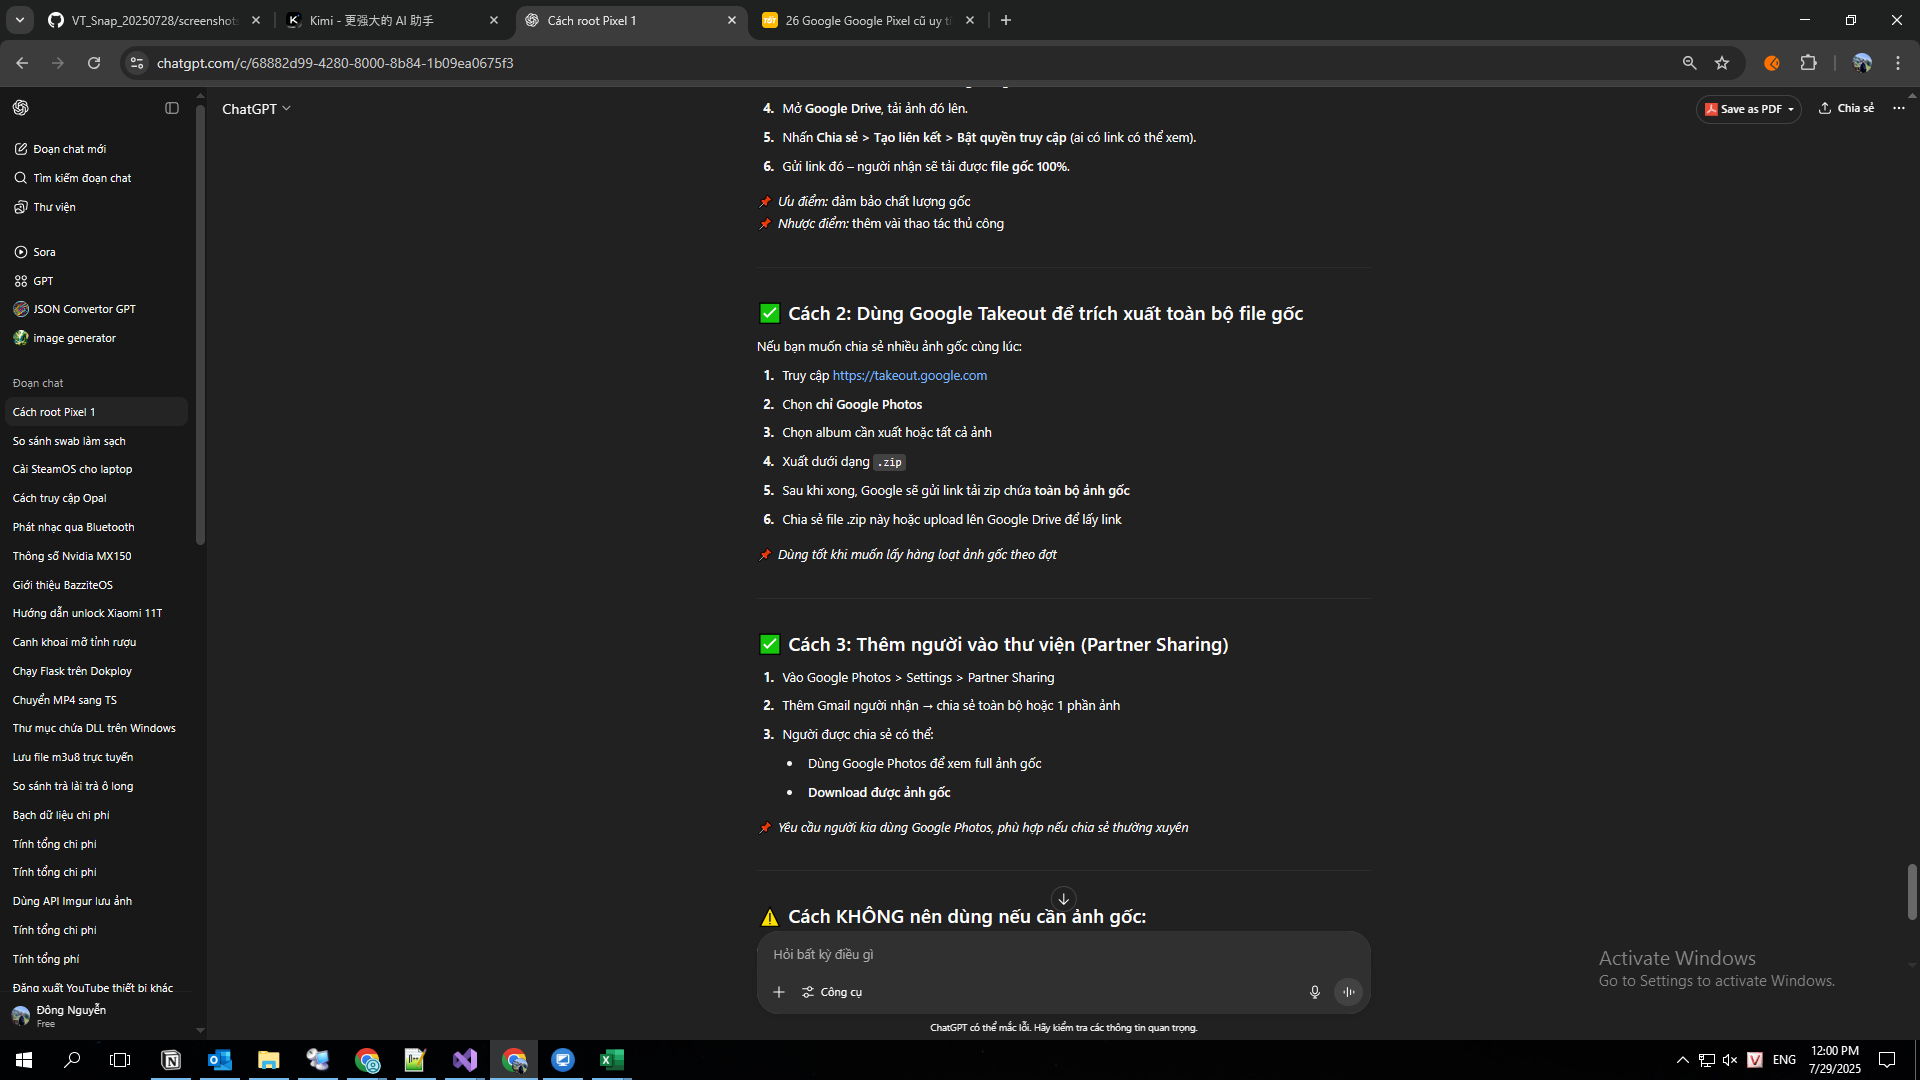 VT_Snap_20250728/screenshot
Kimi - 更强大的 AI 助手
Cách root Pixel 1
26 Google Google Pixel cũ uy tí
chatgpt.com/c/68882d99-4280-8000-8b84-1b09ea0675f3
ChatGPT
Save as PDF
Chia sẻ
Đoạn chat mới
Tìm kiếm đoạn chat
Thư viện
Sora
GPT
JSON Convertor GPT
image generator
Đoạn chat
Cách root Pixel 1
So sánh swab làm sạch
Cài SteamOS cho laptop
Cách truy cập Opal
Phát nhạc qua Bluetooth
Thông số Nvidia MX150
Giới thiệu BazziteOS
Hướng dẫn unlock Xiaomi 11T
Canh khoai mỡ tỉnh rượu
Chạy Flask trên Dokploy
Chuyển MP4 sang TS
Thư mục chứa DLL trên Windows
Lưu file m3u8 trực tuyến
So sánh trà lài trà ô long
Bạch dữ liệu chi phí
Tính tổng chi phí
Tính tổng chi phí
Dùng API Imgur lưu ảnh
Tính tổng chi phí
Tính tổng phí
Đăng xuất YouTube thiết bị khác
Đông Nguyễn
Free
4. Mở Google Drive, tải ảnh đó lên.
5. Nhấn Chia sẻ > Tạo liên kết > Bật quyền truy cập (ai có link có thể xem).
6. Gửi link đó – người nhận sẽ tải được file gốc 100%.
📌 Ưu điểm: đảm bảo chất lượng gốc
📌 Nhược điểm: thêm vài thao tác thủ công
✅ Cách 2: Dùng Google Takeout để trích xuất toàn bộ file gốc
Nếu bạn muốn chia sẻ nhiều ảnh gốc cùng lúc:
1. Truy cập https://takeout.google.com
2. Chọn chỉ Google Photos
3. Chọn album cần xuất hoặc tất cả ảnh
4. Xuất dưới dạng .zip
5. Sau khi xong, Google sẽ gửi link tải zip chứa toàn bộ ảnh gốc
6. Chia sẻ file .zip này hoặc upload lên Google Drive để lấy link
📌 Dùng tốt khi muốn lấy hàng loạt ảnh gốc theo đợt
✅ Cách 3: Thêm người vào thư viện (Partner Sharing)
1. Vào Google Photos > Settings > Partner Sharing
2. Thêm Gmail người nhận → chia sẻ toàn bộ hoặc 1 phần ảnh
3. Người được chia sẻ có thể:
• Dùng Google Photos để xem full ảnh gốc
• Download được ảnh gốc
📌 Yêu cầu người kia dùng Google Photos, phù hợp nếu chia sẻ thường xuyên
⚠️ Cách KHÔNG nên dùng nếu cần ảnh gốc:
Hỏi bất kỳ điều gì
Công cụ
ChatGPT có thể mắc lỗi. Hãy kiểm tra các thông tin quan trọng.
Activate Windows
Go to Settings to activate Windows.
ENG
12:00 PM
7/29/2025